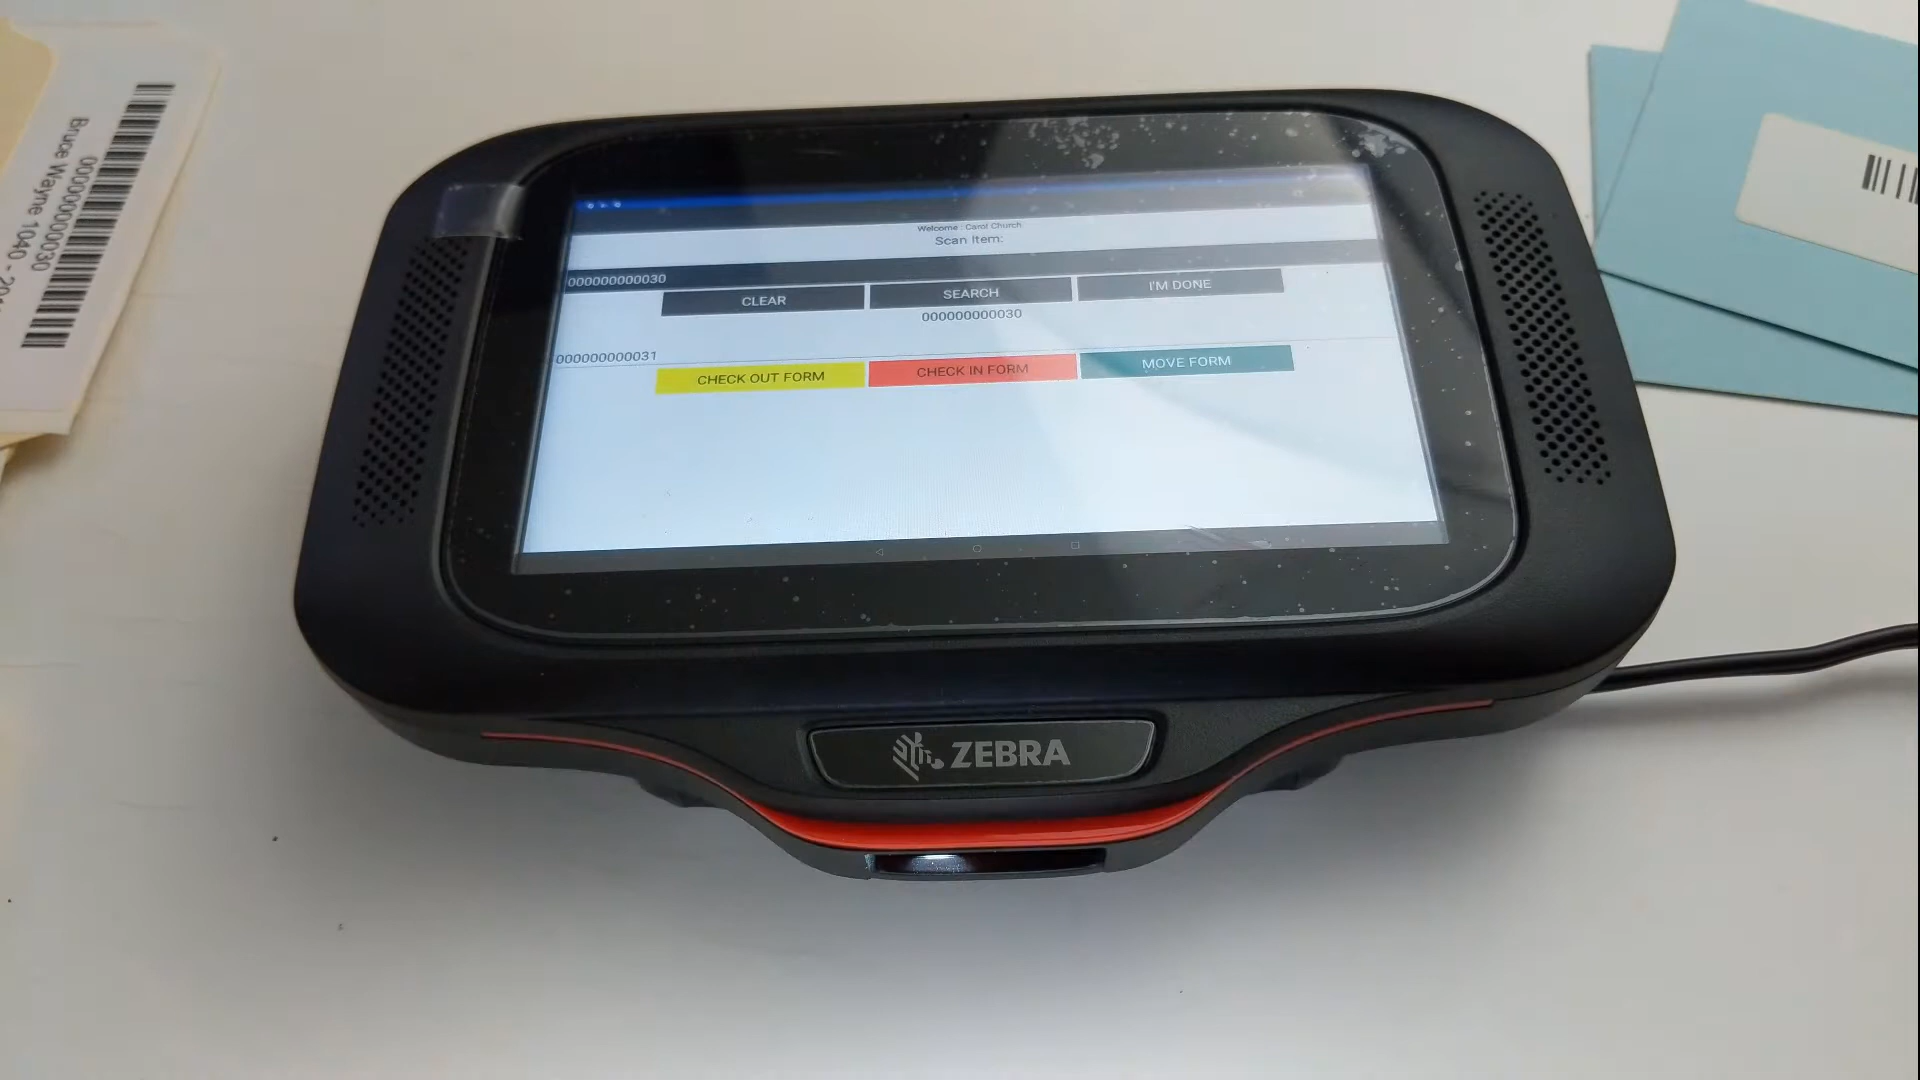 Bruce Wayne 1040 - 201
000000000030
Welcome : Carol Church
Scan Item:
000000000030
CLEAR
SEARCH
I'M DONE
000000000030
000000000031
CHECK OUT FORM
CHECK IN FORM
MOVE FORM
ZEBRA